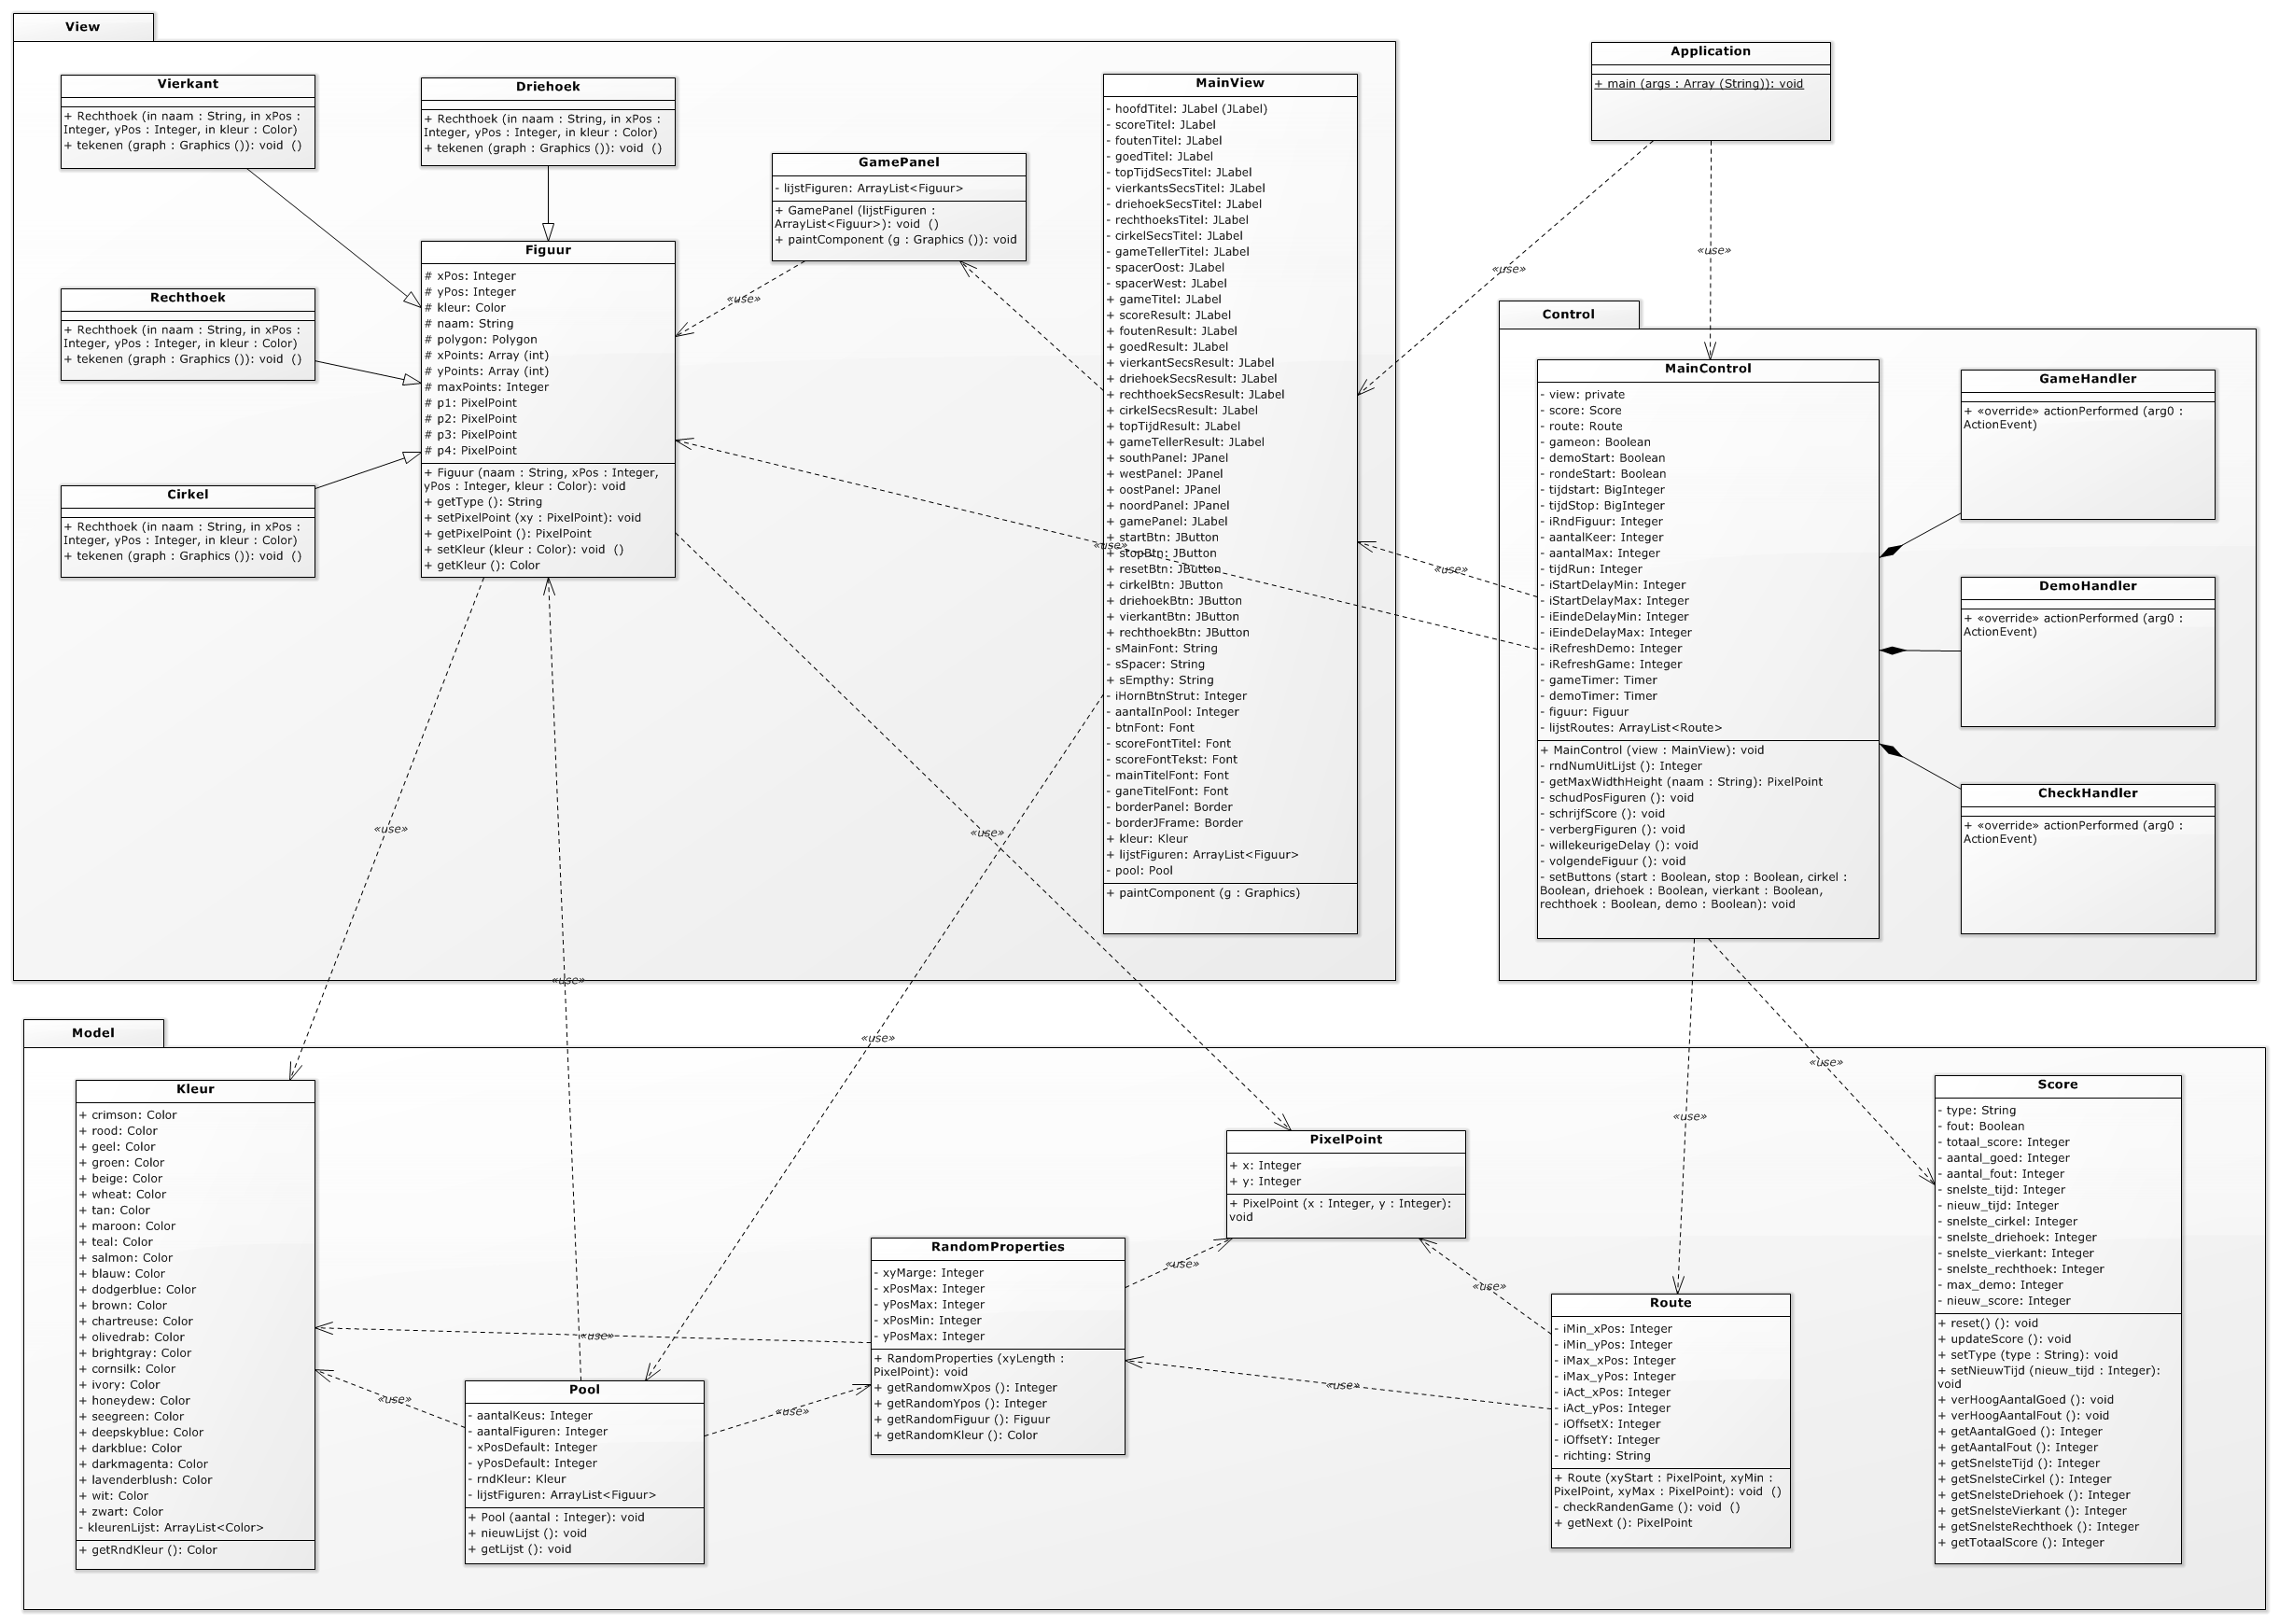 View
Vierkant
+ Rechthoek (in naam : String, in xPos :
Integer, yPos : Integer, in kleur : Color)
+ tekenen (graph : Graphics ()): void  ()
Driehoek
+ Rechthoek (in naam : String, in xPos :
Integer, yPos : Integer, in kleur : Color)
+ tekenen (graph : Graphics ()): void  ()
Rechthoek
+ Rechthoek (in naam : String, in xPos :
Integer, yPos : Integer, in kleur : Color)
+ tekenen (graph : Graphics ()): void  ()
Cirkel
+ Rechthoek (in naam : String, in xPos :
Integer, yPos : Integer, in kleur : Color)
+ tekenen (graph : Graphics ()): void  ()
Figuur
# xPos: Integer
# yPos: Integer
# kleur: Color
# naam: String
# polygon: Polygon
# xPoints: Array (int)
# yPoints: Array (int)
# maxPoints: Integer
# p1: PixelPoint
# p2: PixelPoint
# p3: PixelPoint
# p4: PixelPoint
+ Figuur (naam : String, xPos : Integer,
yPos : Integer, kleur : Color): void
+ getType (): String
+ setPixelPoint (xy : PixelPoint): void
+ getPixelPoint (): PixelPoint
+ setKleur (kleur : Color): void  ()
+ getKleur (): Color
GamePanel
- lijstFiguren: ArrayList<Figuur>
+ GamePanel (lijstFiguren :
ArrayList<Figuur>): void  ()
+ paintComponent (g : Graphics ()): void
«use»
MainView
- hoofdTitel: JLabel (JLabel)
- scoreTitel: JLabel
- foutenTitel: JLabel
- goedTitel: JLabel
- topTijdSecsTitel: JLabel
- vierkantsSecsTitel: JLabel
- driehoekSecsTitel: JLabel
- rechthoeksTitel: JLabel
- cirkelSecsTitel: JLabel
- gameTellerTitel: JLabel
- spacerOost: JLabel
- spacerWest: JLabel
+ gameTitel: JLabel
+ scoreResult: JLabel
+ foutenResult: JLabel
+ goedResult: JLabel
+ vierkantSecsResult: JLabel
+ driehoekSecsResult: JLabel
+ rechthoekSecsResult: JLabel
+ cirkelSecsResult: JLabel
+ topTijdResult: JLabel
+ gameTellerResult: JLabel
+ southPanel: JPanel
+ westPanel: JPanel
+ oostPanel: JPanel
+ noordPanel: JPanel
+ gamePanel: JLabel
+ startBtn: JButton
+ stopBtn: JButton
+ resetBtn: JButton
+ cirkelBtn: JButton
+ driehoekBtn: JButton
+ vierkantBtn: JButton
+ rechthoekBtn: JButton
- sMainFont: String
- sSpacer: String
+ sEmpthy: String
- iHornBtnStrut: Integer
- aantalInPool: Integer
- btnFont: Font
- scoreFontTitel: Font
- scoreFontTekst: Font
- mainTitelFont: Font
- ganeTitelFont: Font
- borderPanel: Border
- borderJFrame: Border
+ kleur: Kleur
+ lijstFiguren: ArrayList<Figuur>
- pool: Pool
+ paintComponent (g : Graphics)
«use»
Application
+ main (args : Array (String)): void
«use»
«use»
«use»
Control
MainControl
- view: private
- score: Score
- route: Route
- gameon: Boolean
- demoStart: Boolean
- rondeStart: Boolean
- tijdstart: BigInteger
- tijdStop: BigInteger
- iRndFiguur: Integer
- aantalKeer: Integer
- aantalMax: Integer
- tijdRun: Integer
- iStartDelayMin: Integer
- iStartDelayMax: Integer
- iEindeDelayMin: Integer
- iEindeDelayMax: Integer
- iRefreshDemo: Integer
- iRefreshGame: Integer
- gameTimer: Timer
- demoTimer: Timer
- figuur: Figuur
- lijstRoutes: ArrayList<Route>
+ MainControl (view : MainView): void
- rndNumUitLijst (): Integer
- getMaxWidthHeight (naam : String): PixelPoint
- schudPosFiguren (): void
- schrijfScore (): void
- verbergFiguren (): void
- willekeurigeDelay (): void
- volgendeFiguur (): void
- setButtons (start : Boolean, stop : Boolean, cirkel :
Boolean, driehoek : Boolean, vierkant : Boolean,
rechthoek : Boolean, demo : Boolean): void
GameHandler
+ «override» actionPerformed (arg0 :
ActionEvent)
DemoHandler
+ «override» actionPerformed (arg0 :
ActionEvent)
CheckHandler
+ «override» actionPerformed (arg0 :
ActionEvent)
«use»
«use»
«use»
«use»
«use»
«use»
Model
Kleur
+ crimson: Color
+ rood: Color
+ geel: Color
+ groen: Color
+ beige: Color
+ wheat: Color
+ tan: Color
+ maroon: Color
+ teal: Color
+ salmon: Color
+ blauw: Color
+ dodgerblue: Color
+ brown: Color
+ chartreuse: Color
+ olivedrab: Color
+ brightgray: Color
+ cornsilk: Color
+ ivory: Color
+ honeydew: Color
+ seegreen: Color
+ deepskyblue: Color
+ darkblue: Color
+ darkmagenta: Color
+ lavenderblush: Color
+ wit: Color
+ zwart: Color
- kleurenLijst: ArrayList<Color>
+ getRndKleur (): Color
«use»
«use»
Pool
- aantalKeus: Integer
- aantalFiguren: Integer
- xPosDefault: Integer
- yPosDefault: Integer
- rndKleur: Kleur
- lijstFiguren: ArrayList<Figuur>
+ Pool (aantal : Integer): void
+ nieuwLijst (): void
+ getLijst (): void
«use»
RandomProperties
- xyMarge: Integer
- xPosMax: Integer
- yPosMax: Integer
- xPosMin: Integer
- yPosMax: Integer
+ RandomProperties (xyLength :
PixelPoint): void
+ getRandomwXpos (): Integer
+ getRandomYpos (): Integer
+ getRandomFiguur (): Figuur
+ getRandomKleur (): Color
«use»
PixelPoint
+ x: Integer
+ y: Integer
+ PixelPoint (x : Integer, y : Integer):
void
«use»
«use»
Route
- iMin_xPos: Integer
- iMin_yPos: Integer
- iMax_xPos: Integer
- iMax_yPos: Integer
- iAct_xPos: Integer
- iAct_yPos: Integer
- iOffsetX: Integer
- iOffsetY: Integer
- richting: String
+ Route (xyStart : PixelPoint, xyMin :
PixelPoint, xyMax : PixelPoint): void  ()
- checkRandenGame (): void  ()
+ getNext (): PixelPoint
Score
- type: String
- fout: Boolean
- totaal_score: Integer
- aantal_goed: Integer
- aantal_fout: Integer
- snelste_tijd: Integer
- nieuw_tijd: Integer
- snelste_cirkel: Integer
- snelste_driehoek: Integer
- snelste_vierkant: Integer
- snelste_rechthoek: Integer
- max_demo: Integer
- nieuw_score: Integer
+ reset() (): void
+ updateScore (): void
+ setType (type : String): void
+ setNieuwTijd (nieuw_tijd : Integer):
void
+ verHoogAantalGoed (): void
+ verHoogAantalFout (): void
+ getAantalGoed (): Integer
+ getAantalFout (): Integer
+ getSnelsteTijd (): Integer
+ getSnelsteCirkel (): Integer
+ getSnelsteDriehoek (): Integer
+ getSnelsteVierkant (): Integer
+ getSnelsteRechthoek (): Integer
+ getTotaalScore (): Integer